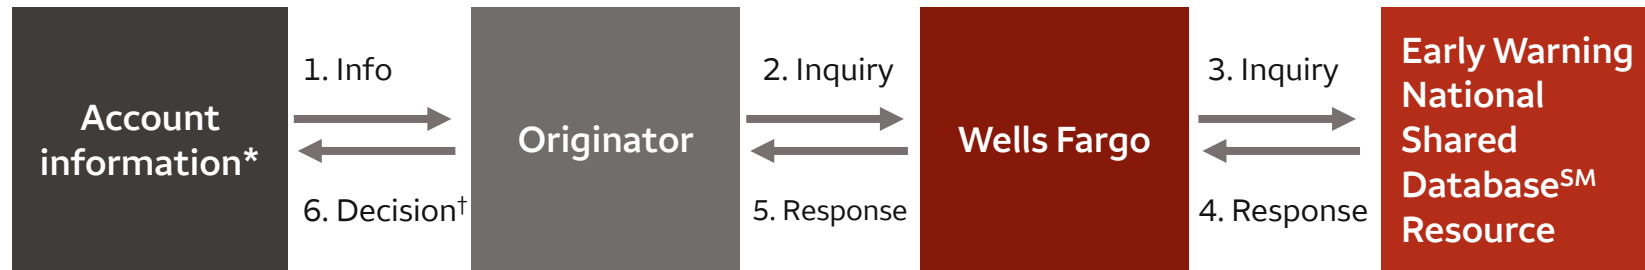 Account
information*
1. Info
6. Decision†
Originator
2. Inquiry
5. Response
Wells Fargo
3. Inquiry
4. Response
Early Warning
National
Shared
Database℠
Resource